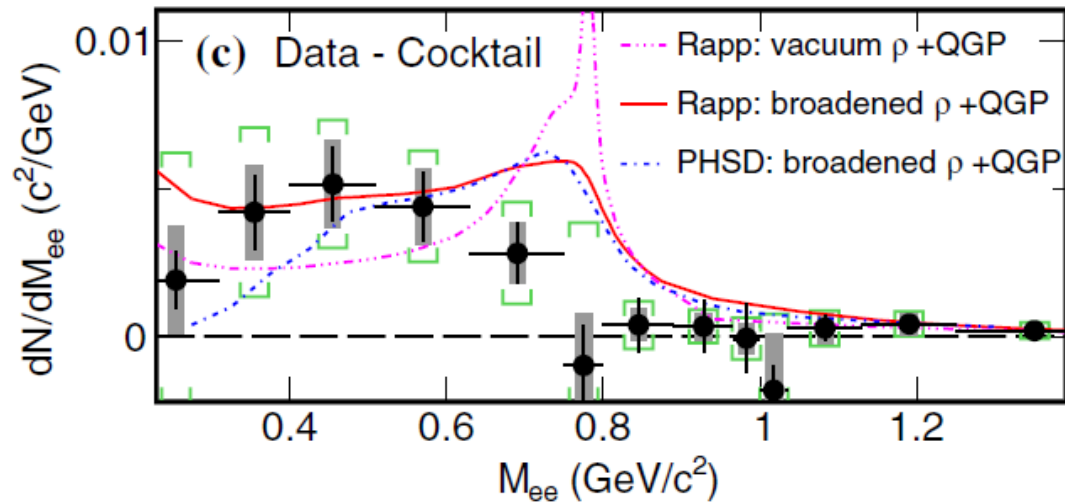 0.01
(c) Data - Cocktail
Rapp: vacuum ρ +QGP
Rapp: broadened ρ +QGP
PHSD: broadened ρ +QGP
dN/dMee (c²/GeV)
0
0.4 0.6 0.8 1 1.2
Mee (GeV/c²)